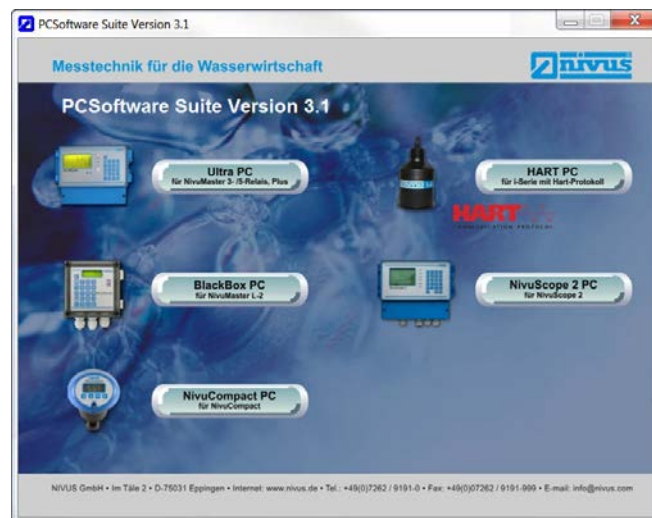 PCSoftware Suite Version 3.1
Messtechnik für die Wasserwirtschaft
nivus
PCSoftware Suite Version 3.1
Ultra PC
für NivuMaster 3- /5-Relais, Plus
HART PC
für i-Serie mit Hart-Protokoll
HART
COMMUNICATION PROTOCOL
BlackBox PC
für NivuMaster L-2
NivuScope 2 PC
für NivuScope 2
NivuCompact PC
für NivuCompact
NIVUS GmbH • Im Täle 2 • D-75031 Eppingen • Internet: www.nivus.de • Tel.: +49(0)7262 / 9191-0 • Fax: +49(0)07262 / 9191-999 • E-mail: info@nivus.com